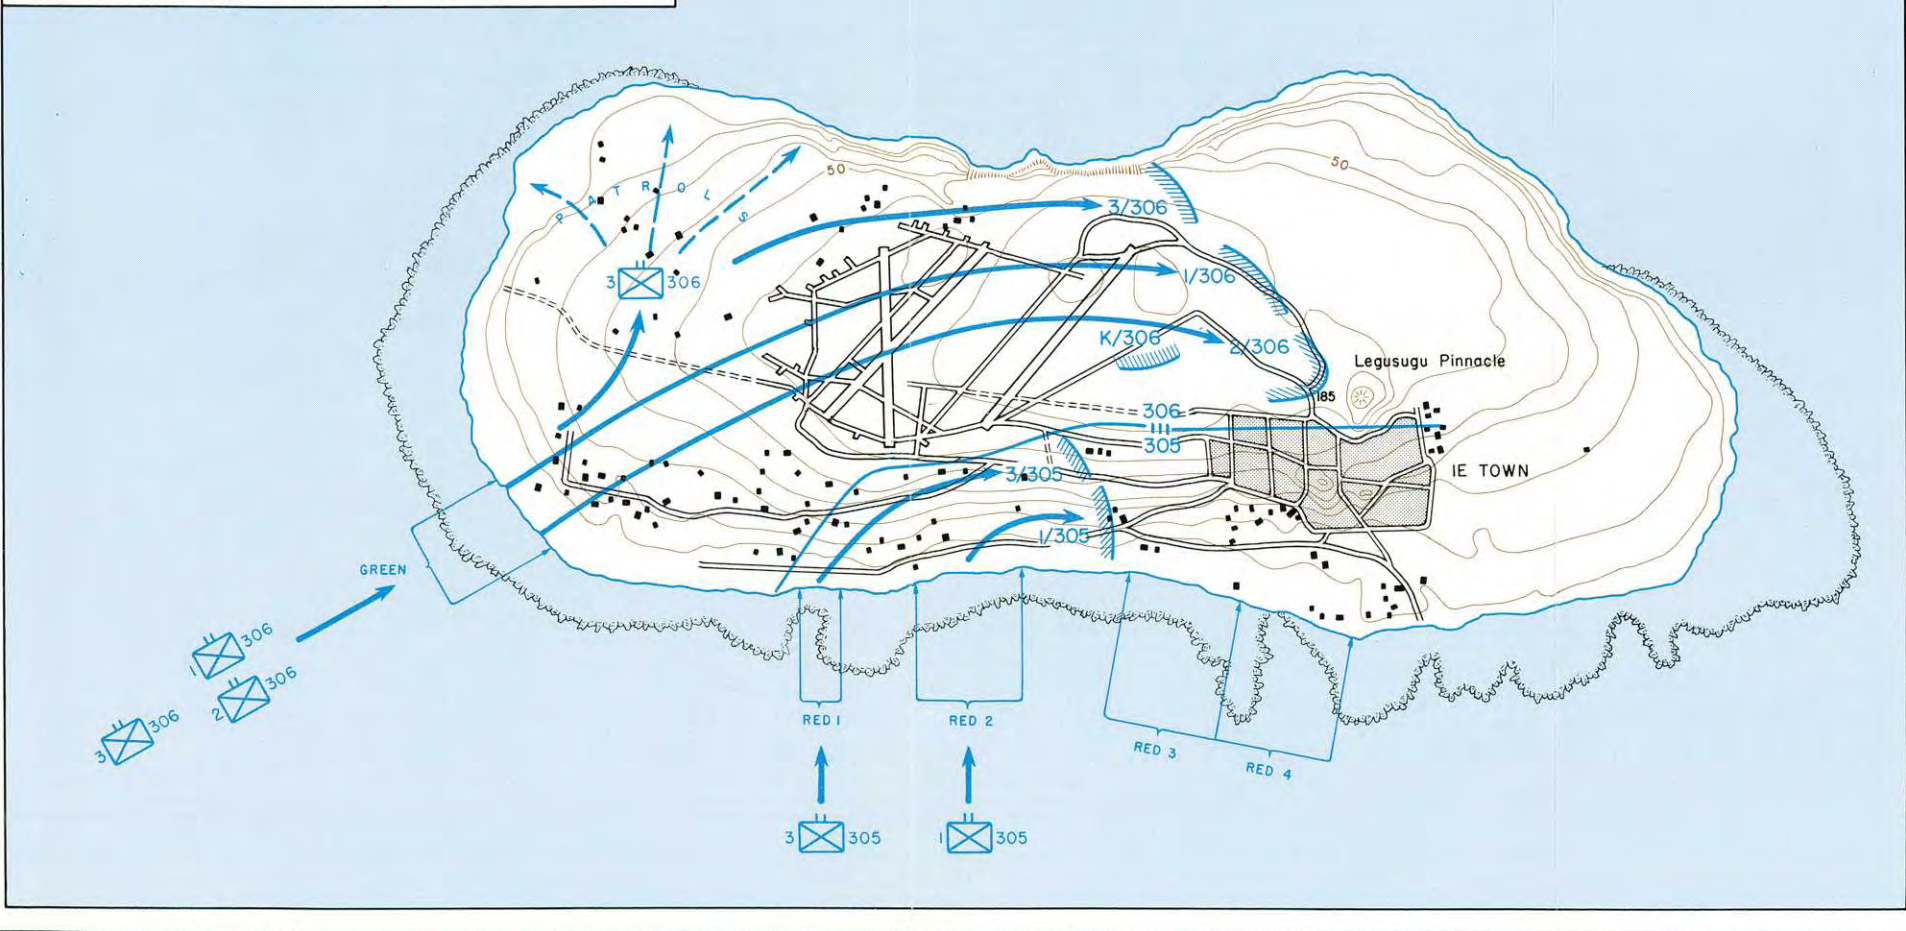 50
50
PATROLS
3 306
3/306
1/306
K/306
2/306
Legusugu Pinnacle
185
306
III
305
IE TOWN
3/305
1/305
GREEN
1 306
2 306
3 306
RED 1
RED 2
RED 3
RED 4
3 305
1 305